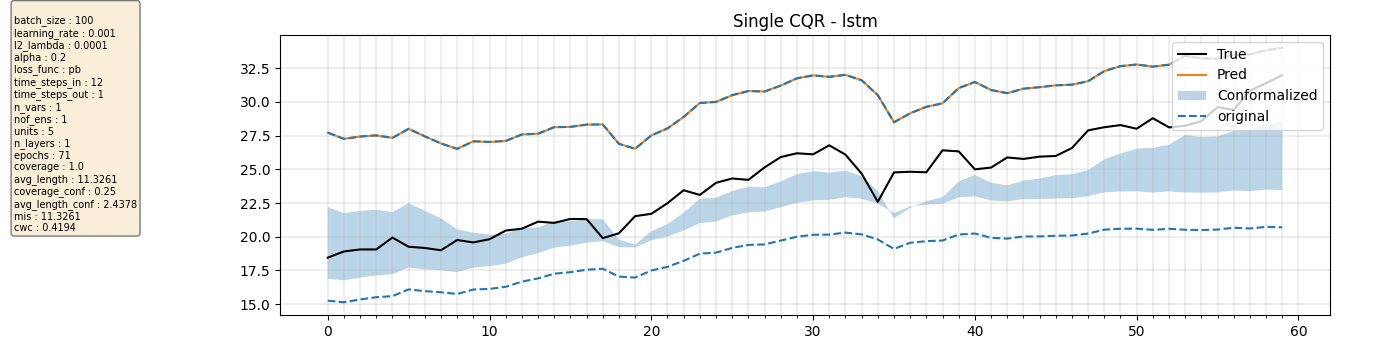 batch_size : 100
learning_rate : 0.001
l2_lambda : 0.0001
alpha : 0.2
loss_func : pb
time_steps_in : 12
time_steps_out : 1
n_vars : 1
nof_ens : 1
units : 5
n_layers : 1
epochs : 71
coverage : 1.0
avg_length : 11.3261
coverage_conf : 0.25
avg_length_conf : 2.4378
mis : 11.3261
cwc : 0.4194
Single CQR - lstm
32.5
30.0
27.5
25.0
22.5
20.0
17.5
15.0
True
Pred
Conformalized
original
0 10 20 30 40 50 60